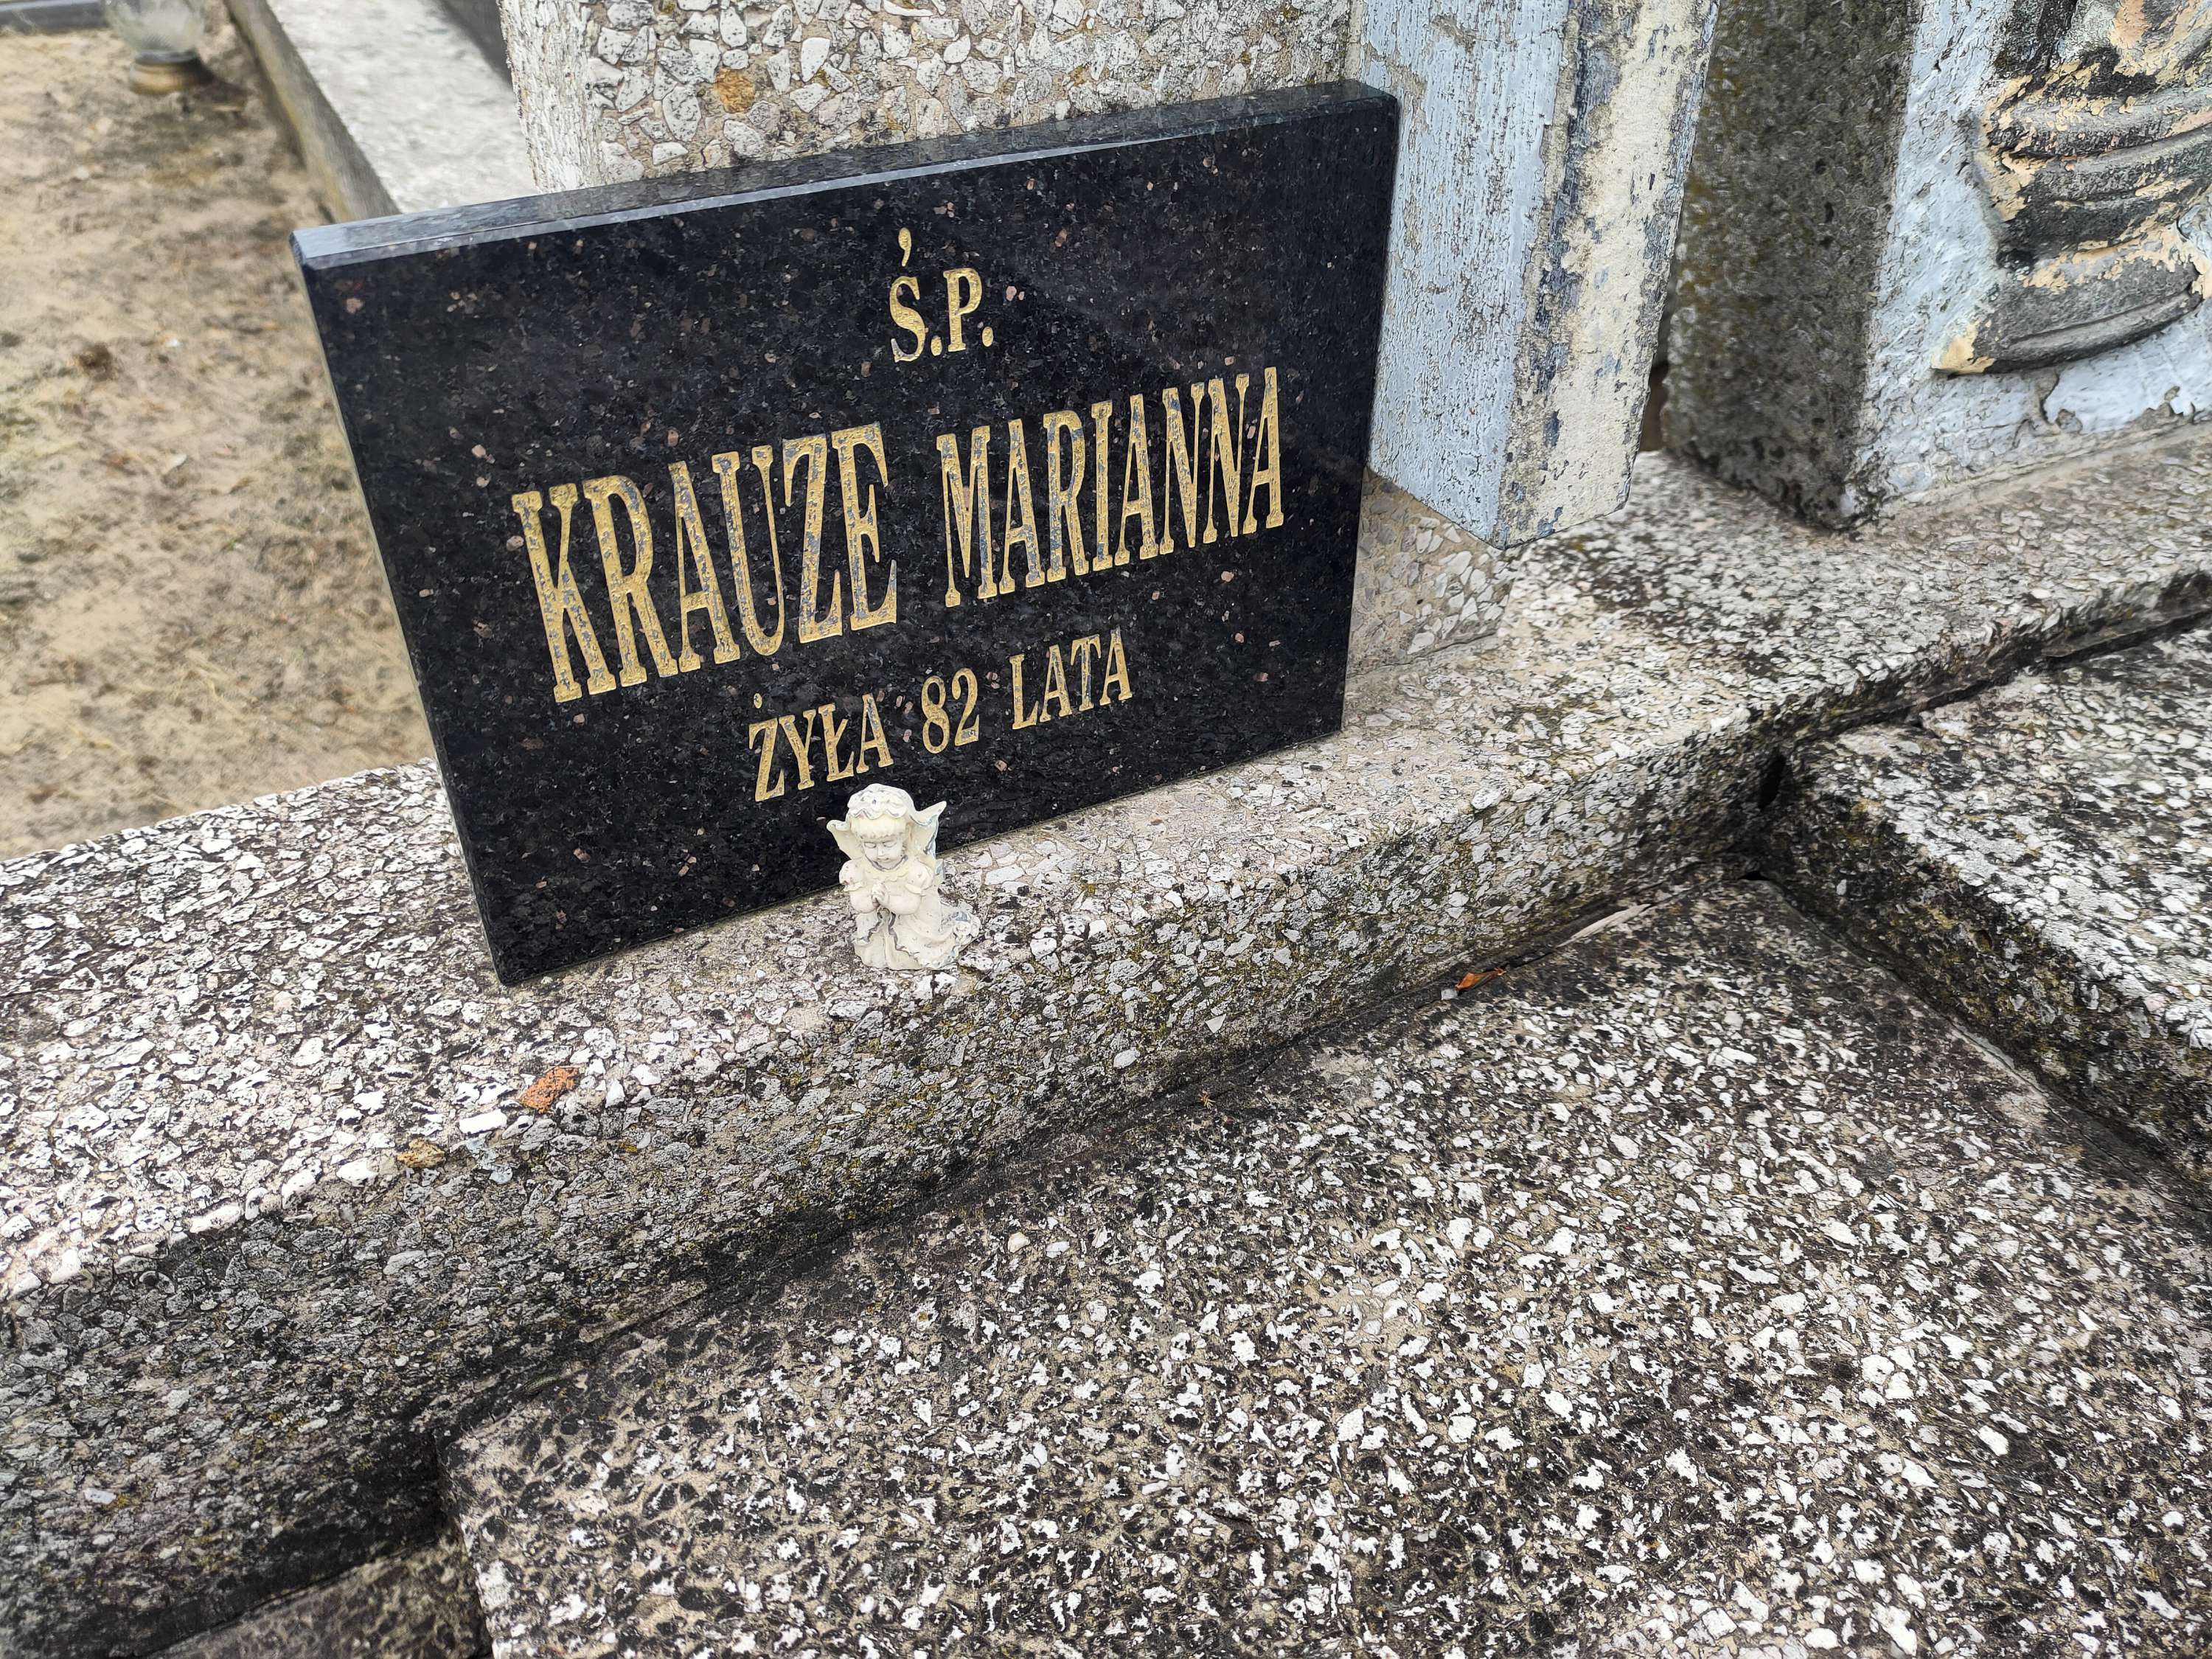 Ś.P.
KRAUZE MARIANNA
ŻYŁA 82 LATA